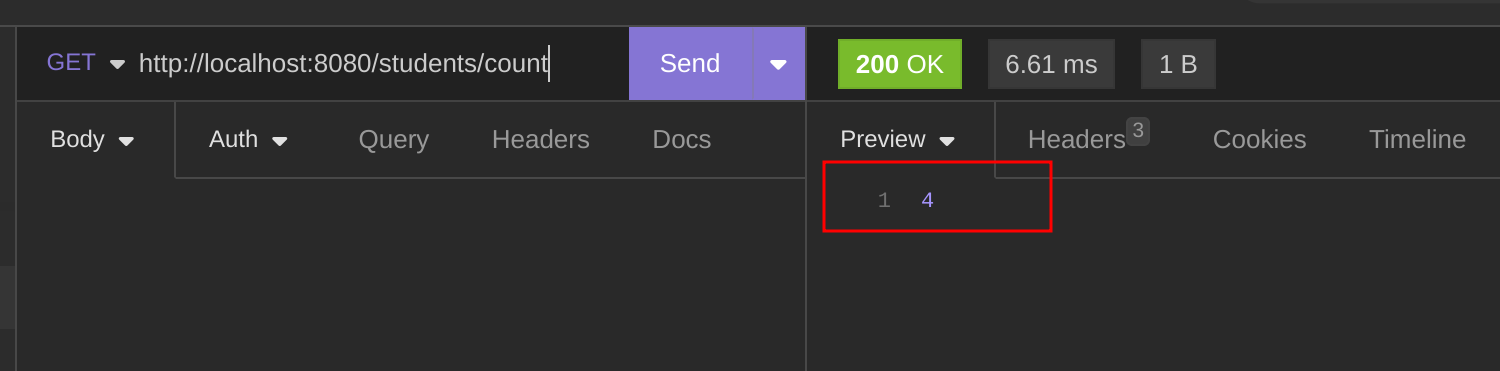 GET http://localhost:8080/students/count Send 200 OK 6.61 ms 1 B
Body Auth Query Headers Docs Preview Headers 3 Cookies Timeline
1 4